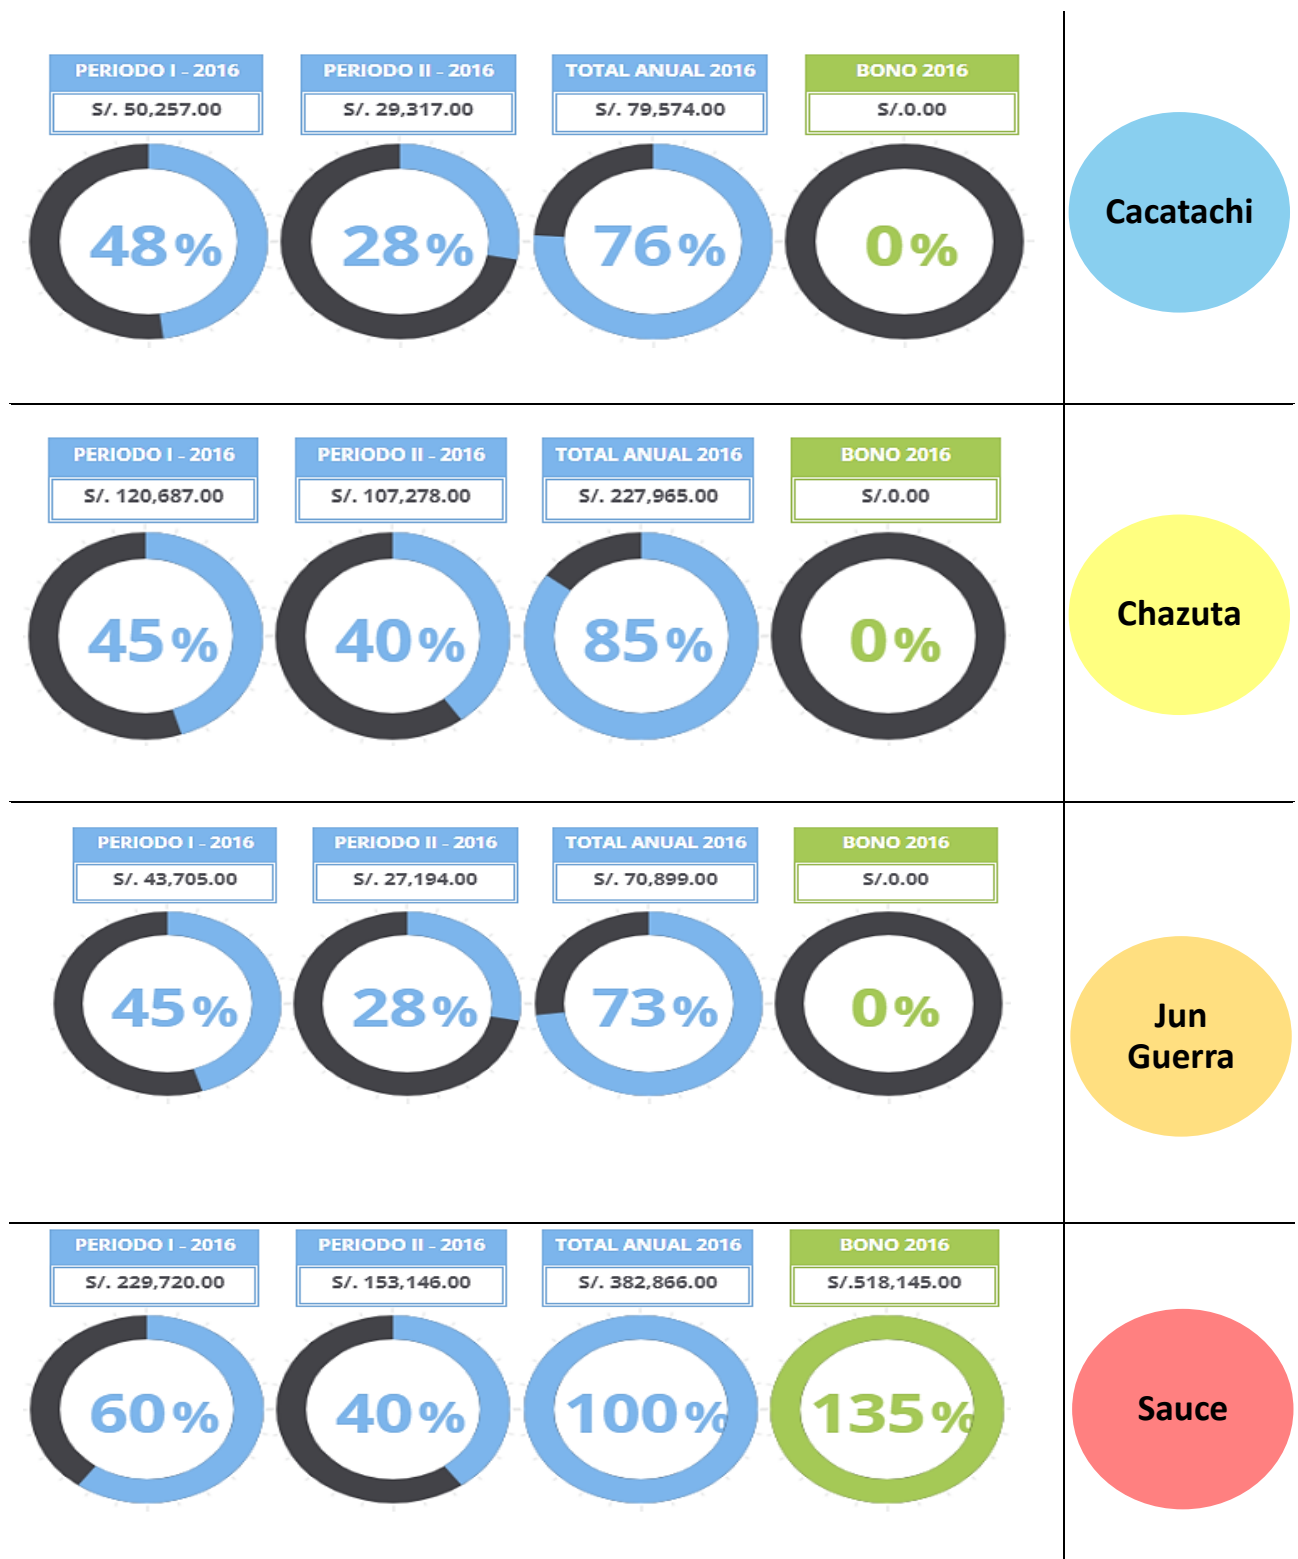 PERIODO I - 2016 PERIODO II - 2016 TOTAL ANUAL 2016 BONO 2016
S/. 50,257.00 S/. 29,317.00 S/. 79,574.00 S/.0.00
48% 28% 76% 0%
Cacatachi
PERIODO I - 2016 PERIODO II - 2016 TOTAL ANUAL 2016 BONO 2016
S/. 120,687.00 S/. 107,278.00 S/. 227,965.00 S/.0.00
45% 40% 85% 0%
Chazuta
PERIODO I - 2016 PERIODO II - 2016 TOTAL ANUAL 2016 BONO 2016
S/. 43,705.00 S/. 27,194.00 S/. 70,899.00 S/.0.00
45% 28% 73% 0%
Jun
Guerra
PERIODO I - 2016 PERIODO II - 2016 TOTAL ANUAL 2016 BONO 2016
S/. 229,720.00 S/. 153,146.00 S/. 382,866.00 S/.518,145.00
60% 40% 100% 135%
Sauce